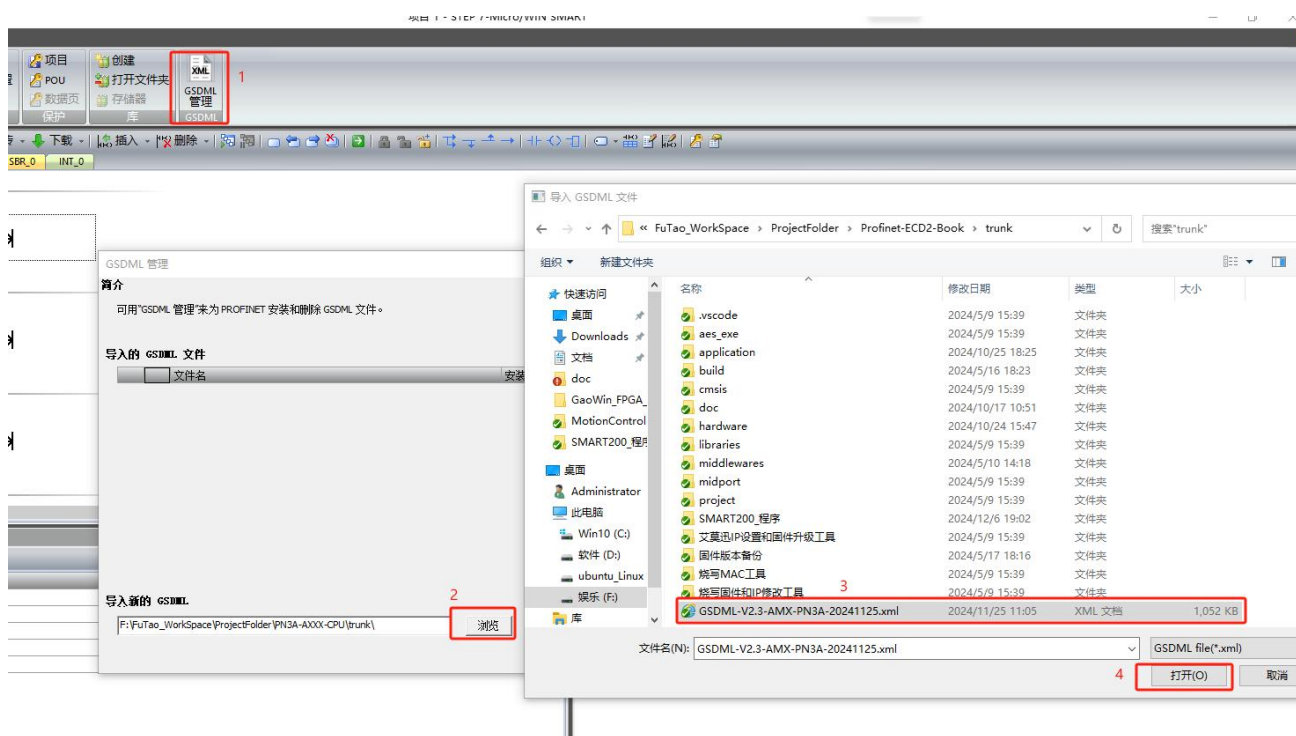 项目 1 - STEP 7-Micro/WIN SMART
项目
POU
数据页
保护
创建
打开文件夹
存储器
库
XML
GSDML
管理
GSDML
1
下载
插入
删除
SBR_0
INT_0
GSDML 管理
简介
可用"GSDML 管理"来为 PROFINET 安装和删除 GSDML 文件。
导入的 GSDML 文件
文件名
安装
导入新的 GSDML
2
F:\FuTao_WorkSpace\ProjectFolder\PN3A-AXXX-CPU\trunk\
浏览
导入 GSDML 文件
« FuTao_WorkSpace > ProjectFolder > Profinet-ECD2-Book > trunk
搜索"trunk"
组织
新建文件夹
快速访问
桌面
Downloads
文档
doc
GaoWin_FPGA_
MotionControl
SMART200_程序
桌面
Administrator
此电脑
Win10 (C:)
软件 (D:)
ubuntu_Linux
娱乐 (F:)
库
名称 修改日期 类型 大小
.vscode 2024/5/9 15:39 文件夹
aes_exe 2024/5/9 15:39 文件夹
application 2024/10/25 18:25 文件夹
build 2024/5/16 18:23 文件夹
cmsis 2024/5/9 15:39 文件夹
doc 2024/10/17 10:51 文件夹
hardware 2024/10/24 15:47 文件夹
libraries 2024/5/9 15:39 文件夹
middlewares 2024/5/10 14:18 文件夹
midport 2024/5/9 15:39 文件夹
project 2024/5/9 15:39 文件夹
SMART200_程序 2024/12/6 19:02 文件夹
艾莫迅IP设置和固件升级工具 2024/5/9 15:39 文件夹
固件版本备份 2024/5/17 18:16 文件夹
烧写MAC工具 2024/5/9 15:39 文件夹
烧写固件和IP修改工具 2024/5/9 15:39 文件夹
3
GSDML-V2.3-AMX-PN3A-20241125.xml 2024/11/25 11:05 XML 文档 1,052 KB
文件名(N): GSDML-V2.3-AMX-PN3A-20241125.xml
GSDML file(*.xml)
4
打开(O)
取消